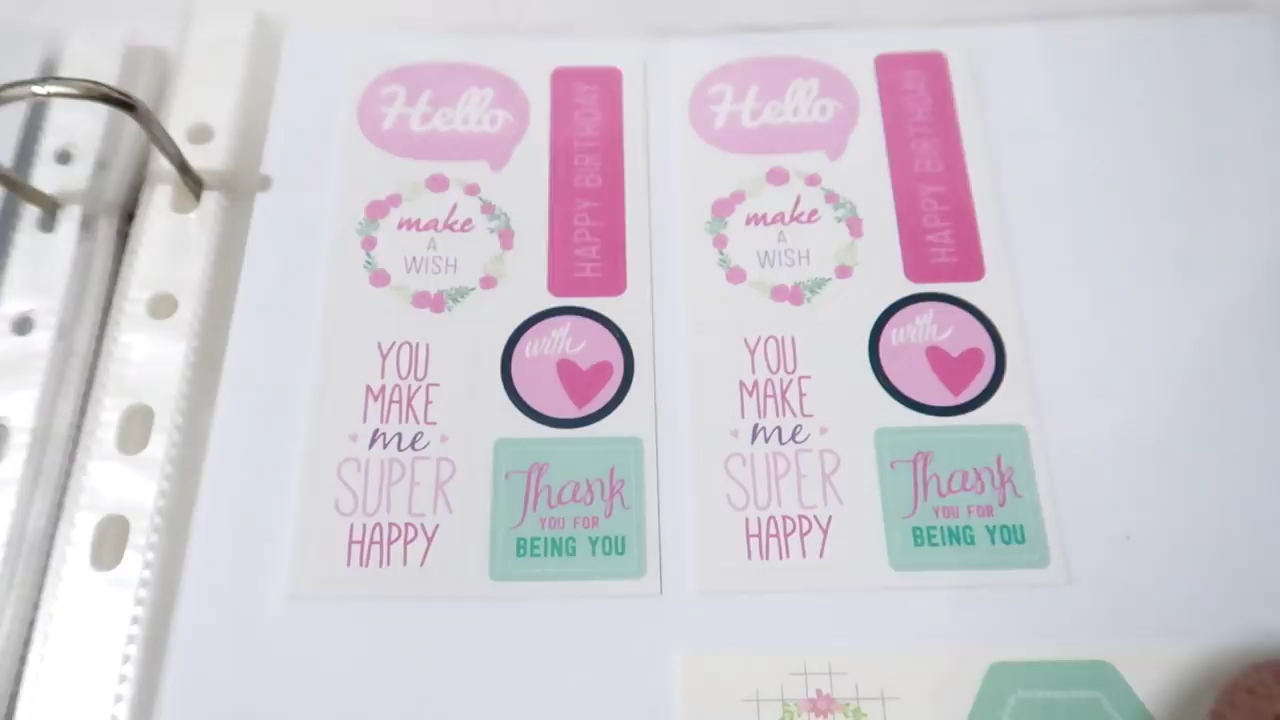 Hello
HAPPY BIRTHDAY
make
A
WISH
with
YOU
MAKE
me
SUPER
HAPPY
Thank
YOU FOR
BEING YOU
Hello
HAPPY BIRTHDAY
make
A
WISH
with
YOU
MAKE
me
SUPER
HAPPY
Thank
YOU FOR
BEING YOU